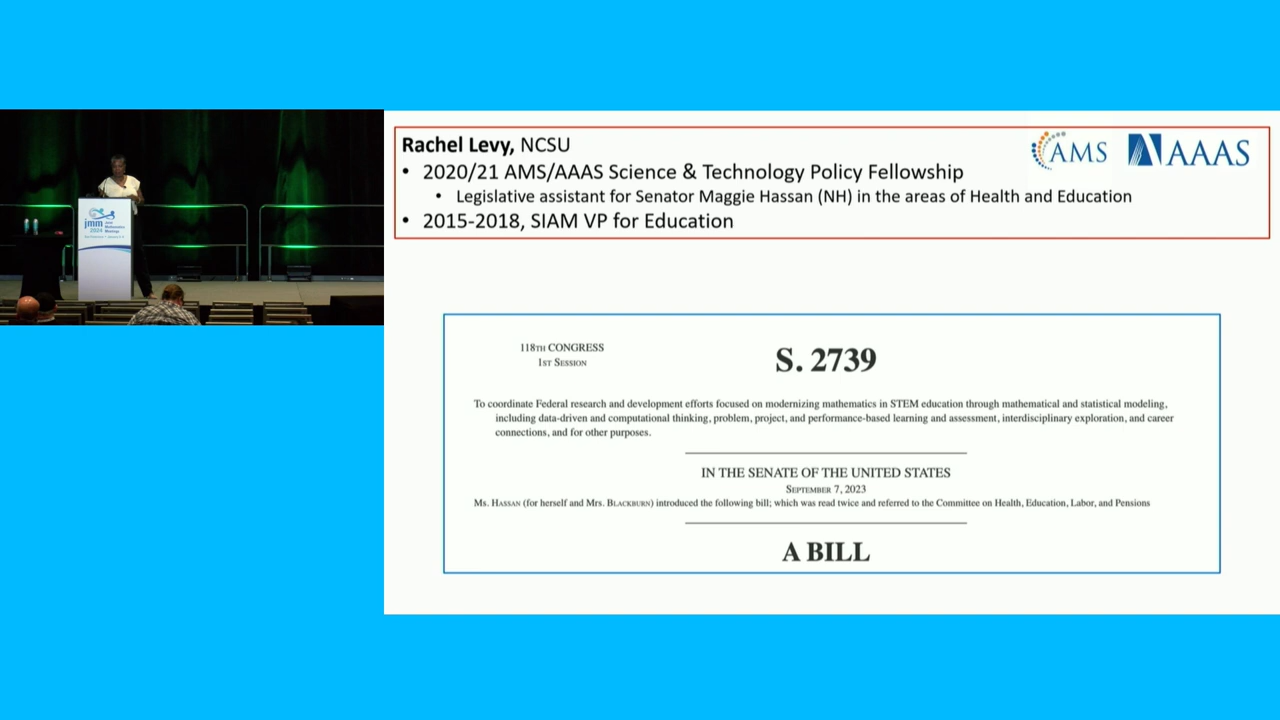 jmm
2024
Rachel Levy, NCSU
AMS
AAAS
• 2020/21 AMS/AAAS Science & Technology Policy Fellowship
• Legislative assistant for Senator Maggie Hassan (NH) in the areas of Health and Education
• 2015-2018, SIAM VP for Education
118TH CONGRESS
1ST SESSION
S. 2739
To coordinate Federal research and development efforts focused on modernizing mathematics in STEM education through mathematical and statistical modeling,
including data-driven and computational thinking, problem, project, and performance-based learning and assessment, interdisciplinary exploration, and career
connections, and for other purposes.
IN THE SENATE OF THE UNITED STATES
SEPTEMBER 7, 2023
Ms. HASSAN (for herself and Mrs. BLACKBURN) introduced the following bill; which was read twice and referred to the Committee on Health, Education, Labor, and Pensions
A BILL